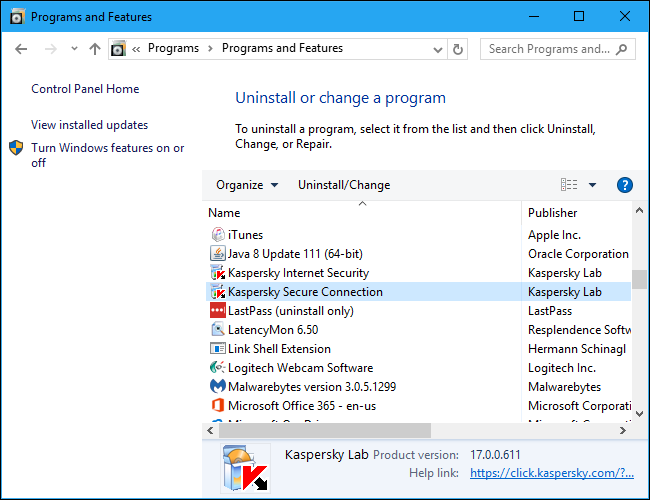 Programs and Features
« Programs > Programs and Features
Search Programs and...
Control Panel Home
View installed updates
Turn Windows features on or
off
Uninstall or change a program
To uninstall a program, select it from the list and then click Uninstall,
Change, or Repair.
Organize Uninstall/Change ?
Name Publisher
iTunes Apple Inc.
Java 8 Update 111 (64-bit) Oracle Corporation
Kaspersky Internet Security Kaspersky Lab
Kaspersky Secure Connection Kaspersky Lab
LastPass (uninstall only) LastPass
LatencyMon 6.50 Resplendence Softw
Link Shell Extension Hermann Schinagl
Logitech Webcam Software Logitech Inc.
Malwarebytes version 3.0.5.1299 Malwarebytes
Microsoft Office 365 - en-us Microsoft Corporati
Kaspersky Lab Product version: 17.0.0.611
Help link: https://click.kaspersky.com/?...